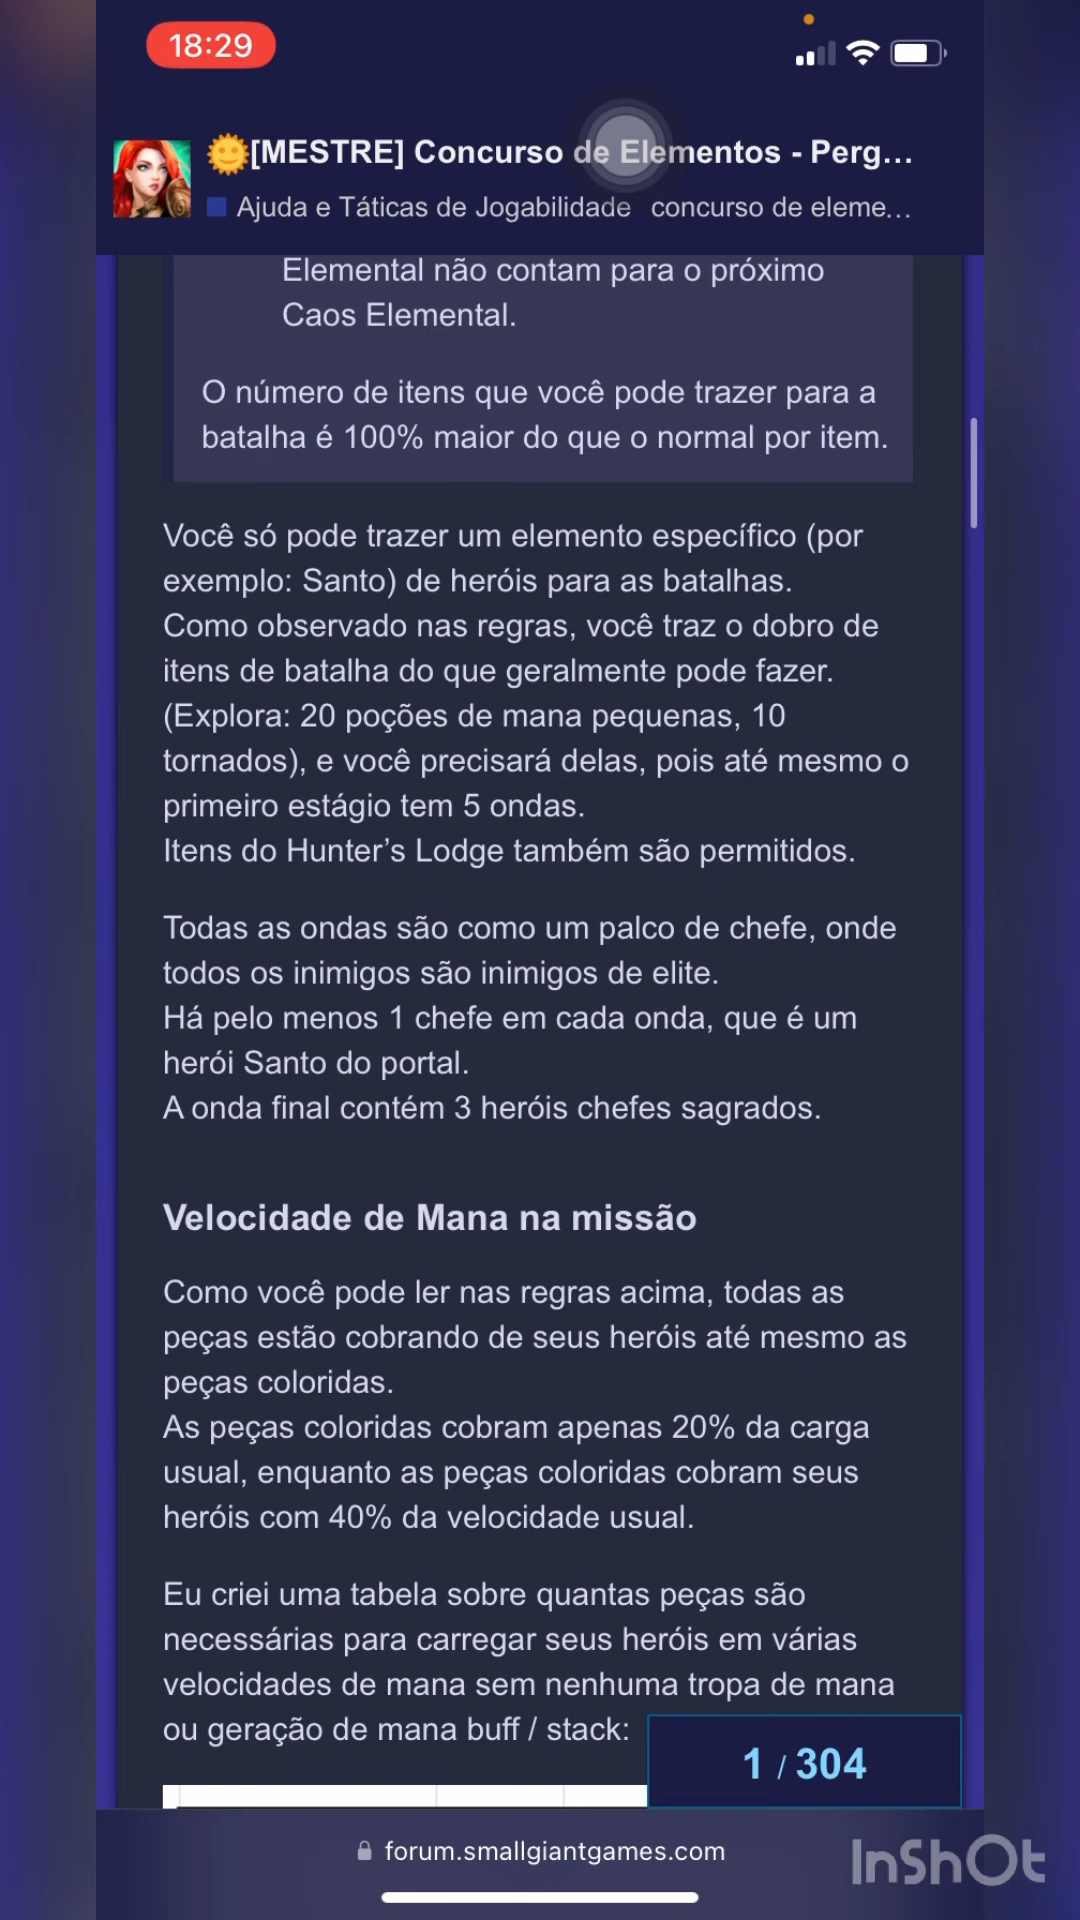 18:29
🌞[MESTRE] Concurso de Elementos - Perg...
Ajuda e Táticas de Jogabilidade concurso de eleme...
Elemental não contam para o próximo
Caos Elemental.
O número de itens que você pode trazer para a
batalha é 100% maior do que o normal por item.
Você só pode trazer um elemento específico (por
exemplo: Santo) de heróis para as batalhas.
Como observado nas regras, você traz o dobro de
itens de batalha do que geralmente pode fazer.
(Explora: 20 poções de mana pequenas, 10
tornados), e você precisará delas, pois até mesmo o
primeiro estágio tem 5 ondas.
Itens do Hunter’s Lodge também são permitidos.
Todas as ondas são como um palco de chefe, onde
todos os inimigos são inimigos de elite.
Há pelo menos 1 chefe em cada onda, que é um
herói Santo do portal.
A onda final contém 3 heróis chefes sagrados.
Velocidade de Mana na missão
Como você pode ler nas regras acima, todas as
peças estão cobrando de seus heróis até mesmo as
peças coloridas.
As peças coloridas cobram apenas 20% da carga
usual, enquanto as peças coloridas cobram seus
heróis com 40% da velocidade usual.
Eu criei uma tabela sobre quantas peças são
necessárias para carregar seus heróis em várias
velocidades de mana sem nenhuma tropa de mana
ou geração de mana buff / stack:
1 / 304
forum.smallgiantgames.com
InShOt